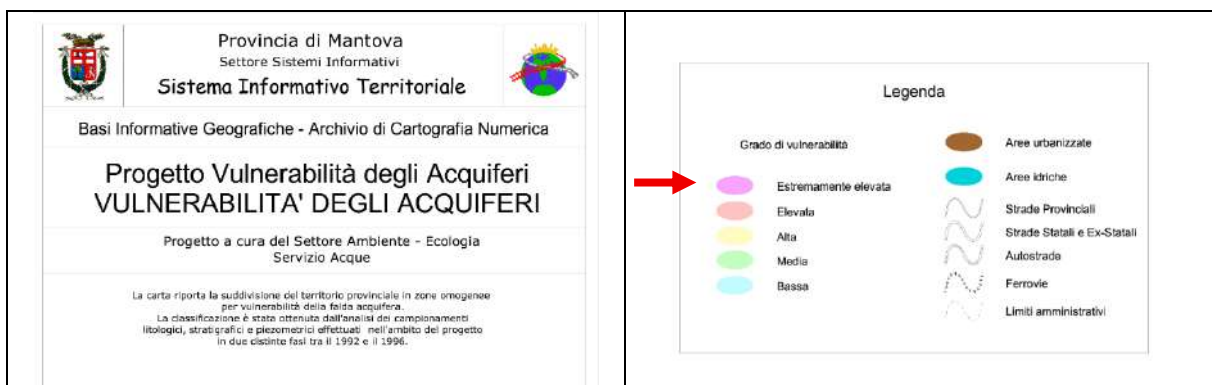 Provincia di Mantova
Settore Sistemi Informativi
Sistema Informativo Territoriale
Basi Informative Geografiche - Archivio di Cartografia Numerica
Progetto Vulnerabilità degli Acquiferi
VULNERABILITA' DEGLI ACQUIFERI
Progetto a cura del Settore Ambiente - Ecologia
Servizio Acque
La carta riporta la suddivisione del territorio provinciale in zone omogenee
per vulnerabilità della falda acquifera.
La classificazione è stata ottenuta dall'analisi dei campionamenti
litologici, stratigrafici e piezometrici effettuati nell'ambito del progetto
in due distinte fasi tra il 1992 e il 1996.
Legenda
Grado di vulnerabilità
Estremamente elevata
Elevata
Alta
Media
Bassa
Aree urbanizzate
Aree idriche
Strade Provinciali
Strade Statali e Ex-Statali
Autostrade
Ferrovie
Limiti amministrativi